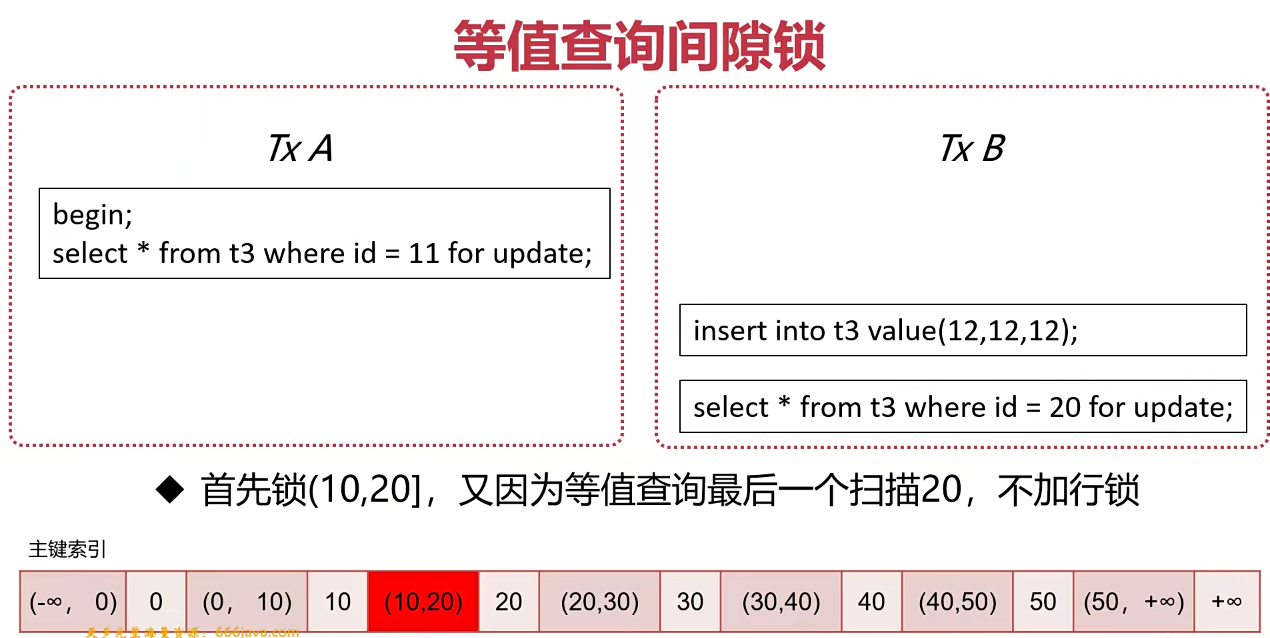 等值查询间隙锁
Tx A
begin;
select * from t3 where id = 11 for update;
Tx B
insert into t3 value(12,12,12);
select * from t3 where id = 20 for update;
◆ 首先锁(10,20]，又因为等值查询最后一个扫描20，不加行锁
主键索引
(-∞， 0) 0 (0， 10) 10 (10,20) 20 (20,30) 30 (30,40) 40 (40,50) 50 (50，+∞) +∞
更多完整海量资源：666java.com